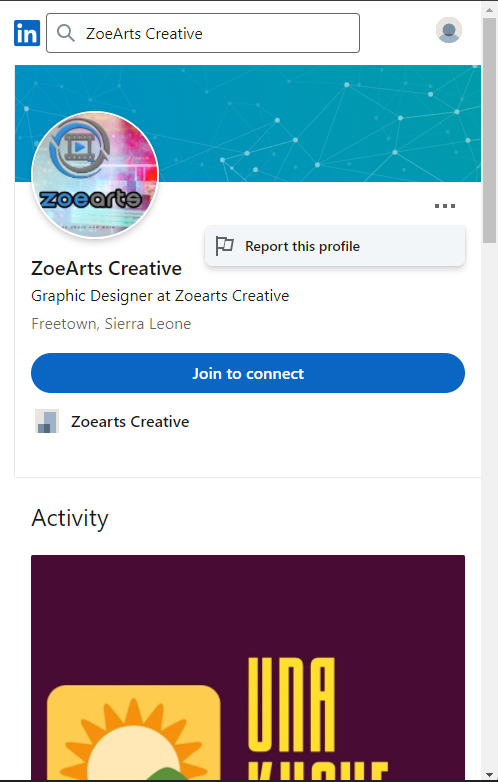 in
ZoeArts Creative
zoearts
Report this profile
ZoeArts Creative
Graphic Designer at Zoearts Creative
Freetown, Sierra Leone
Join to connect
Zoearts Creative
Activity
UNA